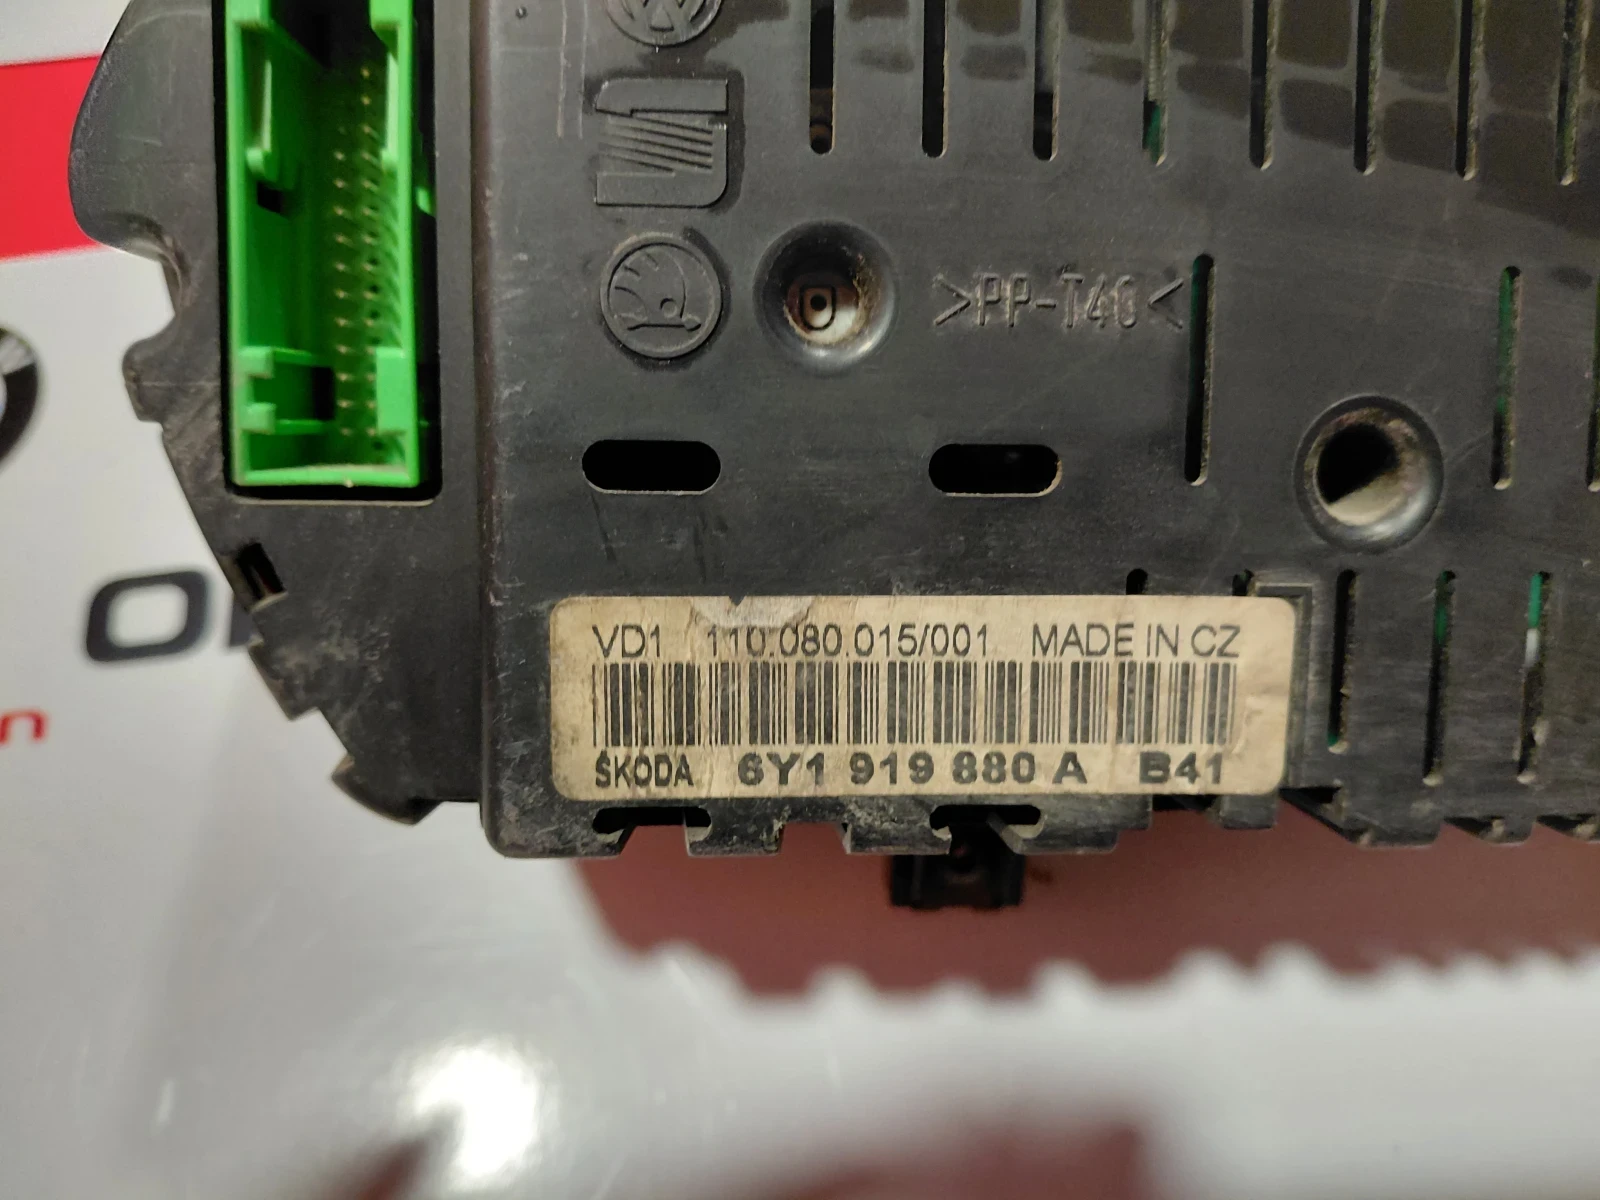 >PP-T40<
VD1 110.080.015/001 MADE IN CZ
ŠKODA 6Y1 919 880 A B41